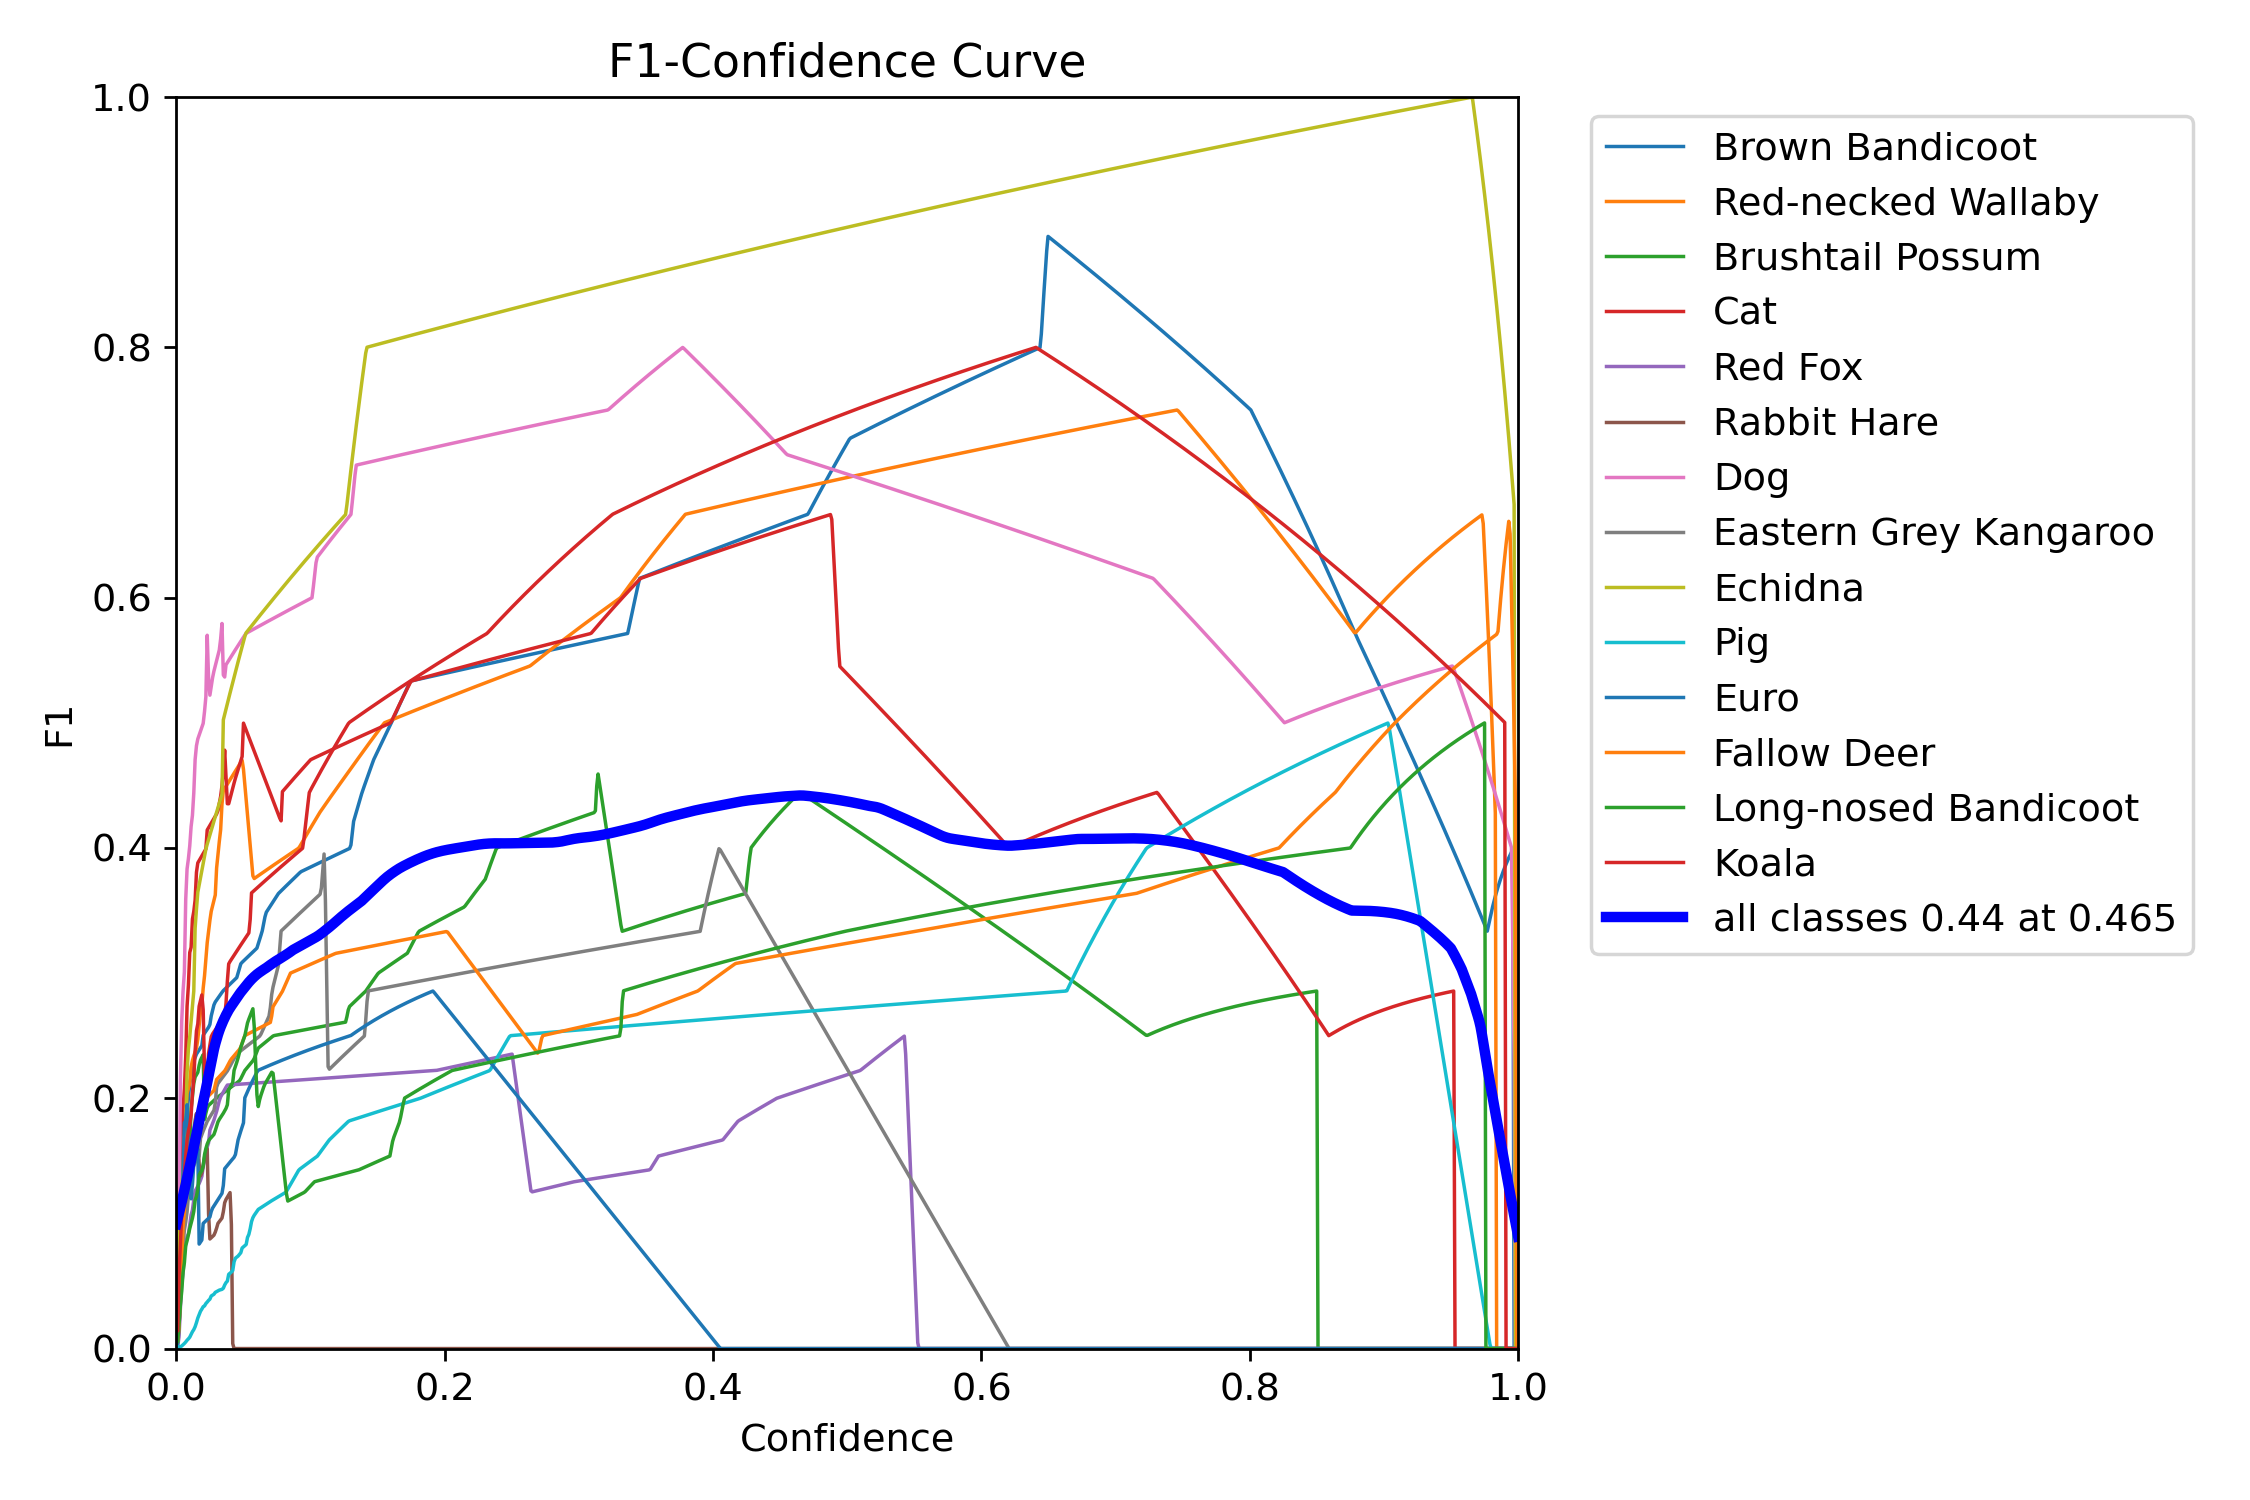 F1-Confidence Curve
1.0
0.8
0.6
0.4
0.2
0.0
F1
0.0 0.2 0.4 0.6 0.8 1.0
Confidence
Brown Bandicoot
Red-necked Wallaby
Brushtail Possum
Cat
Red Fox
Rabbit Hare
Dog
Eastern Grey Kangaroo
Echidna
Pig
Euro
Fallow Deer
Long-nosed Bandicoot
Koala
all classes 0.44 at 0.465